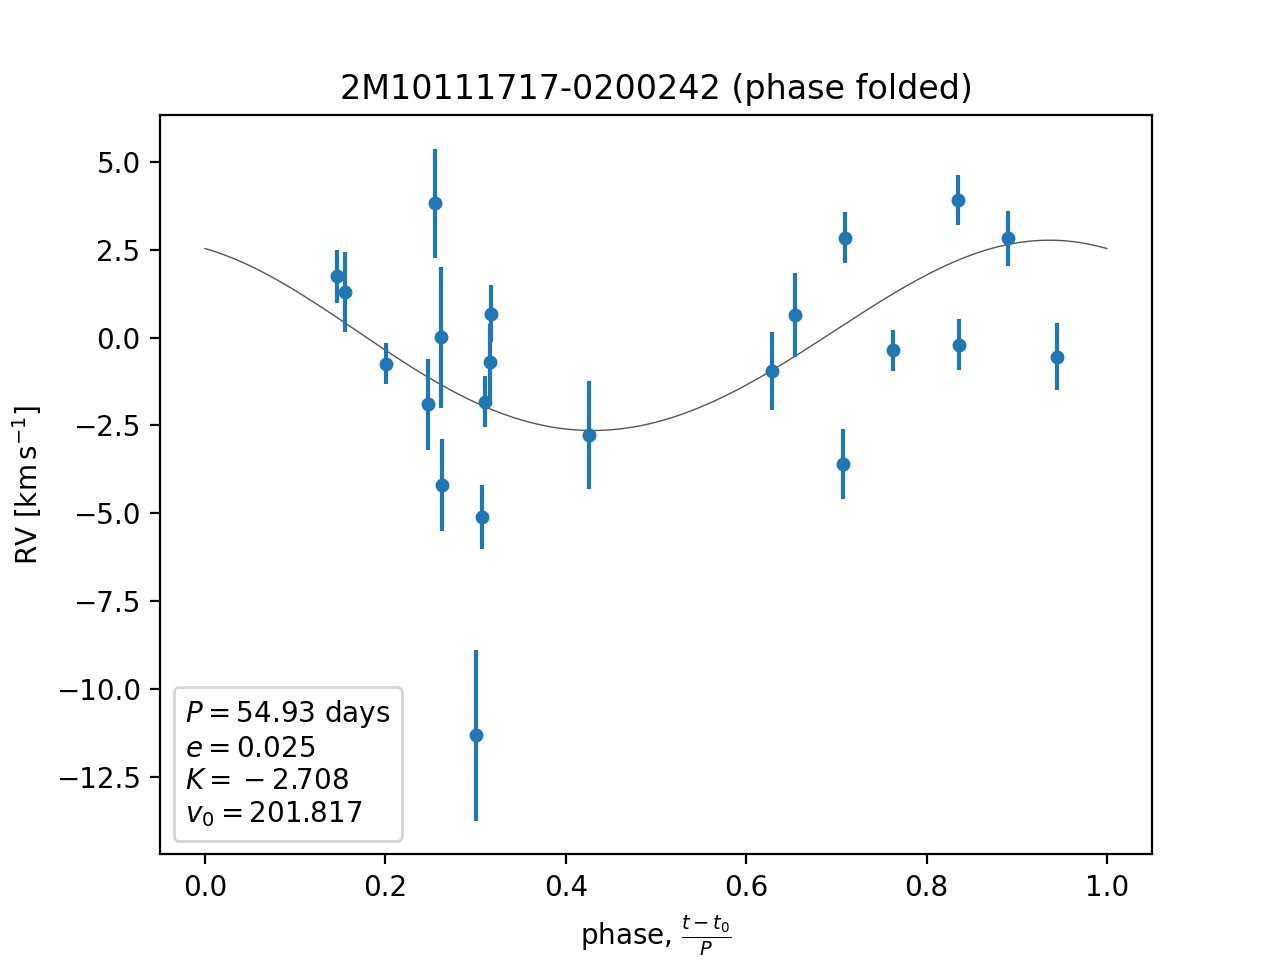 2M10111717-0200242 (phase folded)
5.0
2.5
0.0
−2.5
−5.0
−7.5
−10.0
−12.5
RV [km s⁻¹]
P = 54.93 days
e = 0.025
K = −2.708
v₀ = 201.817
0.0 0.2 0.4 0.6 0.8 1.0
phase, (t − t₀)/P